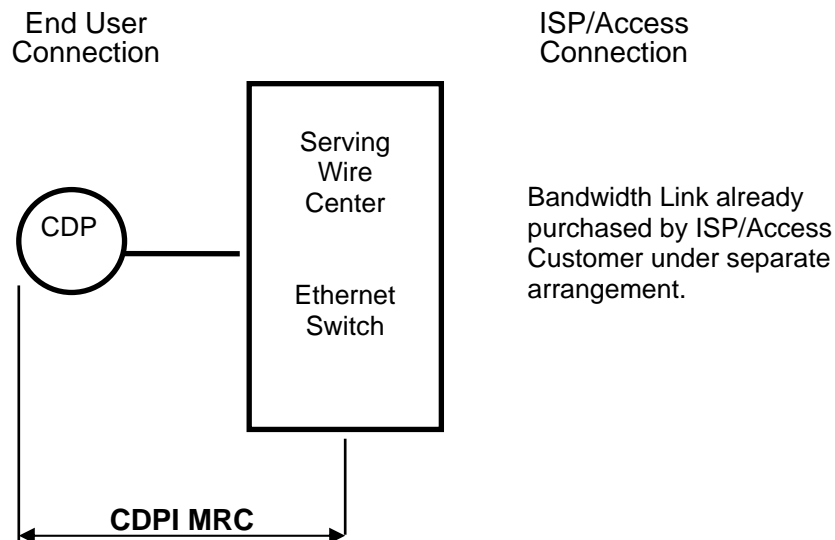 End User
Connection
ISP/Access
Connection
Serving
Wire
Center
CDP
Ethernet
Switch
Bandwidth Link already
purchased by ISP/Access
Customer under separate
arrangement.
CDPI MRC